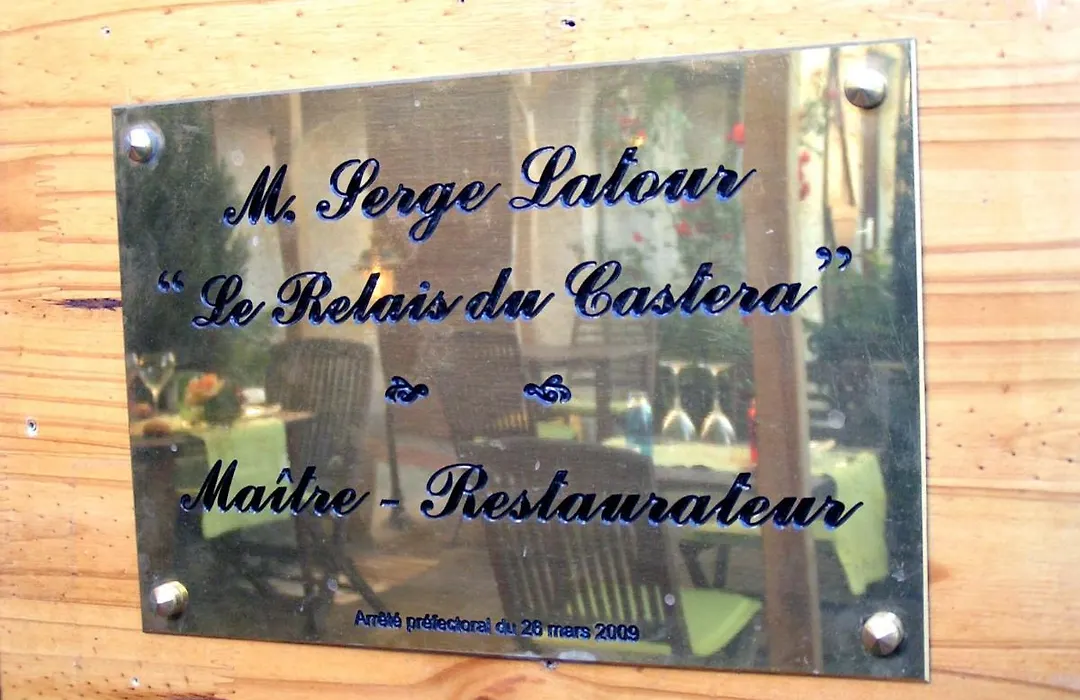 M. Serge Latour
“Le Relais du Castera”
Maître - Restaurateur
Arrêté préfectoral du 26 mars 2009